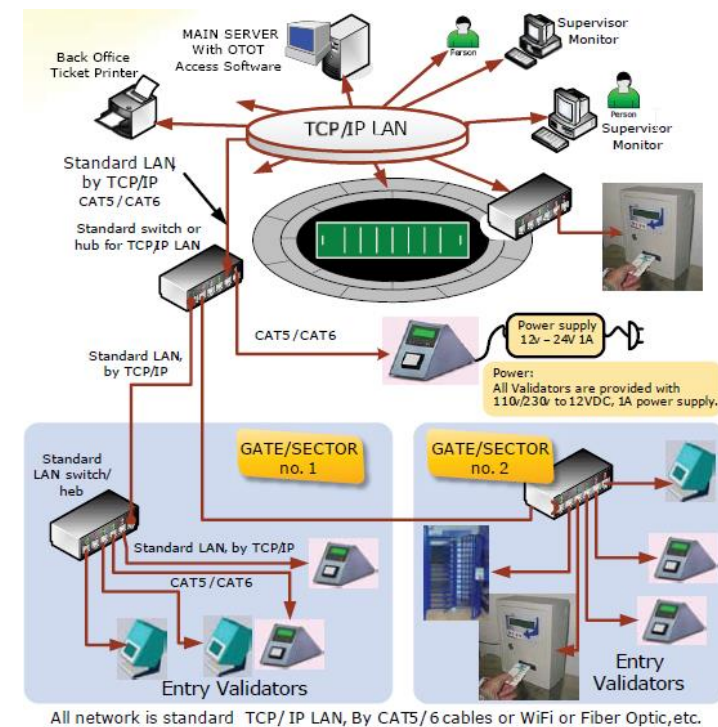 MAIN SERVER
With OTOT
Access Software
Person
Supervisor
Monitor
Back Office
Ticket Printer
TCP/IP LAN
Person
Supervisor
Monitor
Standard LAN,
by TCP/IP
CAT5/CAT6
Standard switch or
hub for TCP/IP LAN
CAT5/CAT6
Power supply
12v – 24V 1A
Standard LAN,
by TCP/IP
Power:
All Validators are provided with
110v/230v to 12VDC, 1A power supply.
GATE/SECTOR
no. 1
GATE/SECTOR
no. 2
Standard
LAN switch/
heb
Standard LAN, by TCP/IP
CAT5/CAT6
Entry Validators
Entry
Validators
All network is standard TCP/IP LAN, By CAT5/6 cables or WiFi or Fiber Optic,etc.